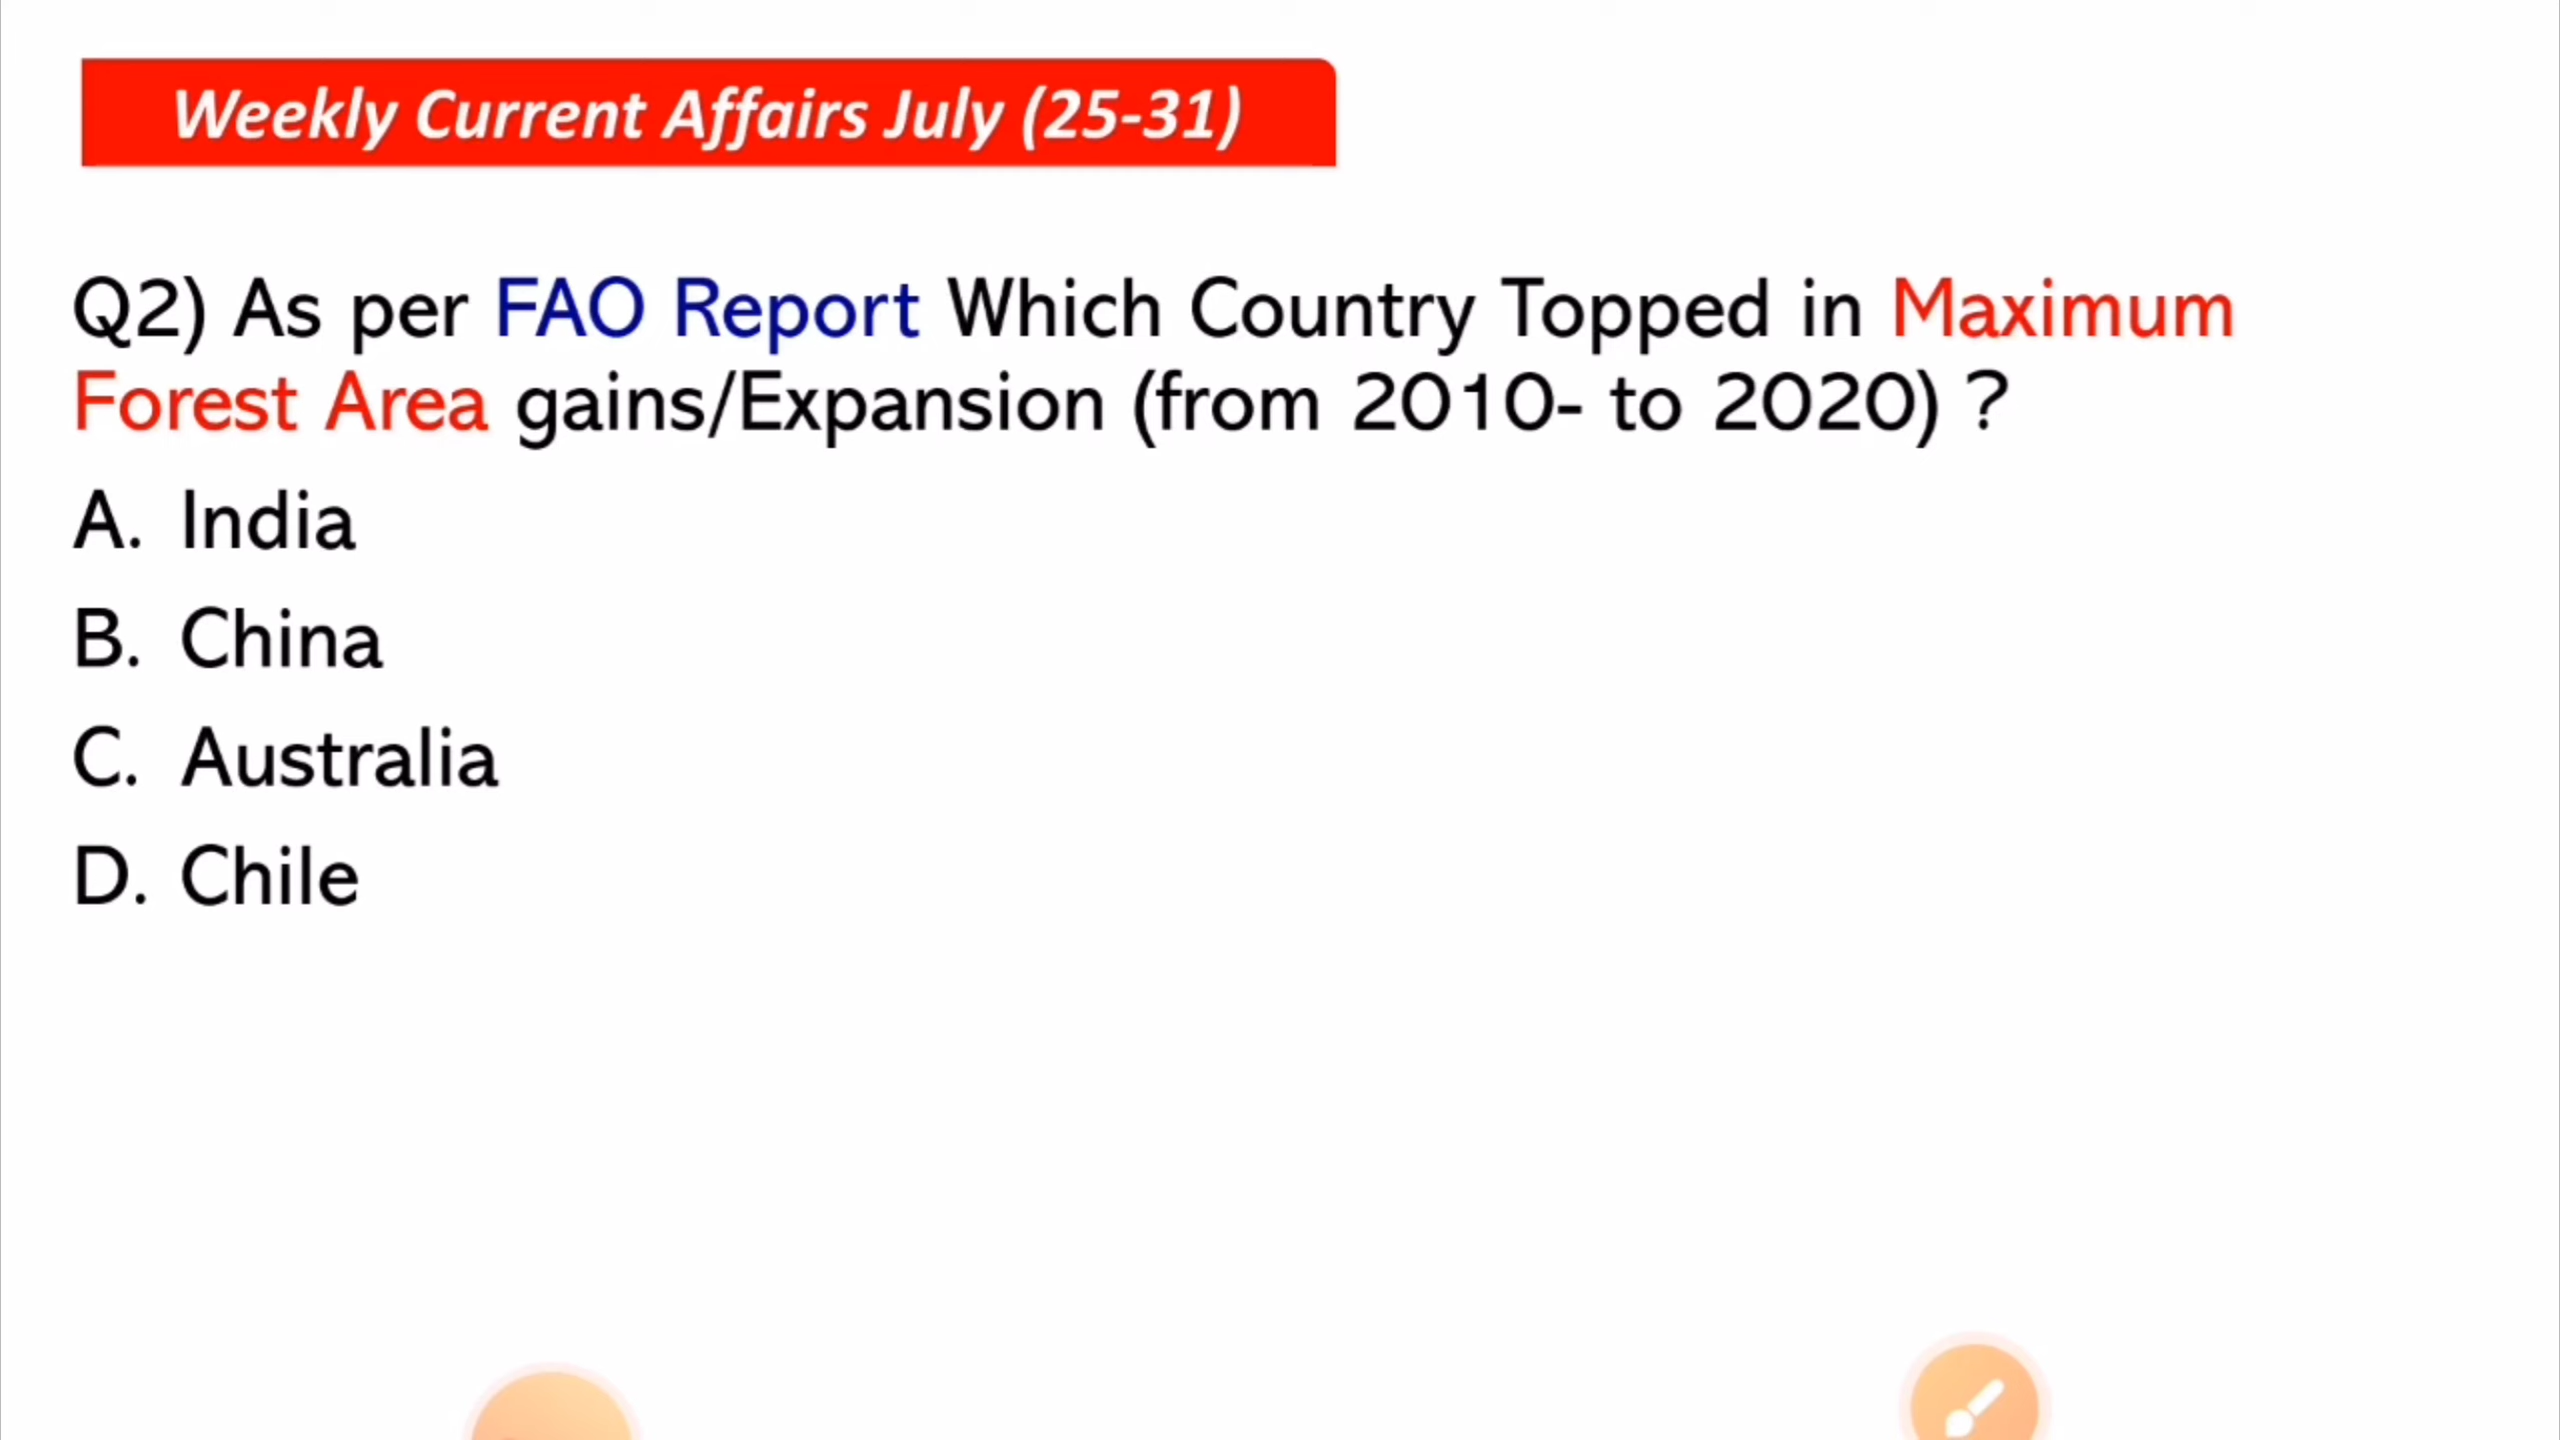 Weekly Current Affairs July (25-31)
Q2) As per FAO Report Which Country Topped in Maximum
Forest Area gains/Expansion (from 2010- to 2020) ?
A. India
B. China
C. Australia
D. Chile